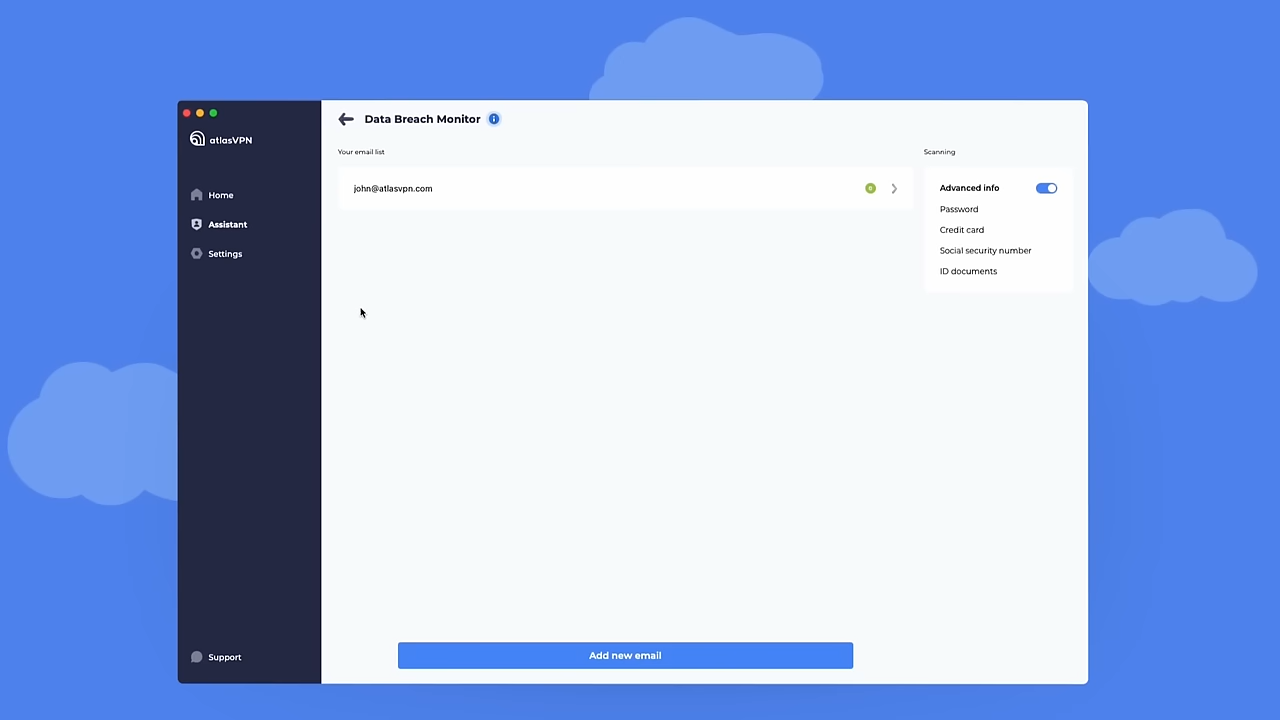 atlasVPN
Home
Assistant
Settings
Support
Data Breach Monitor
Your email list
john@atlasvpn.com
0
Scanning
Advanced info
Password
Credit card
Social security number
ID documents
Add new email